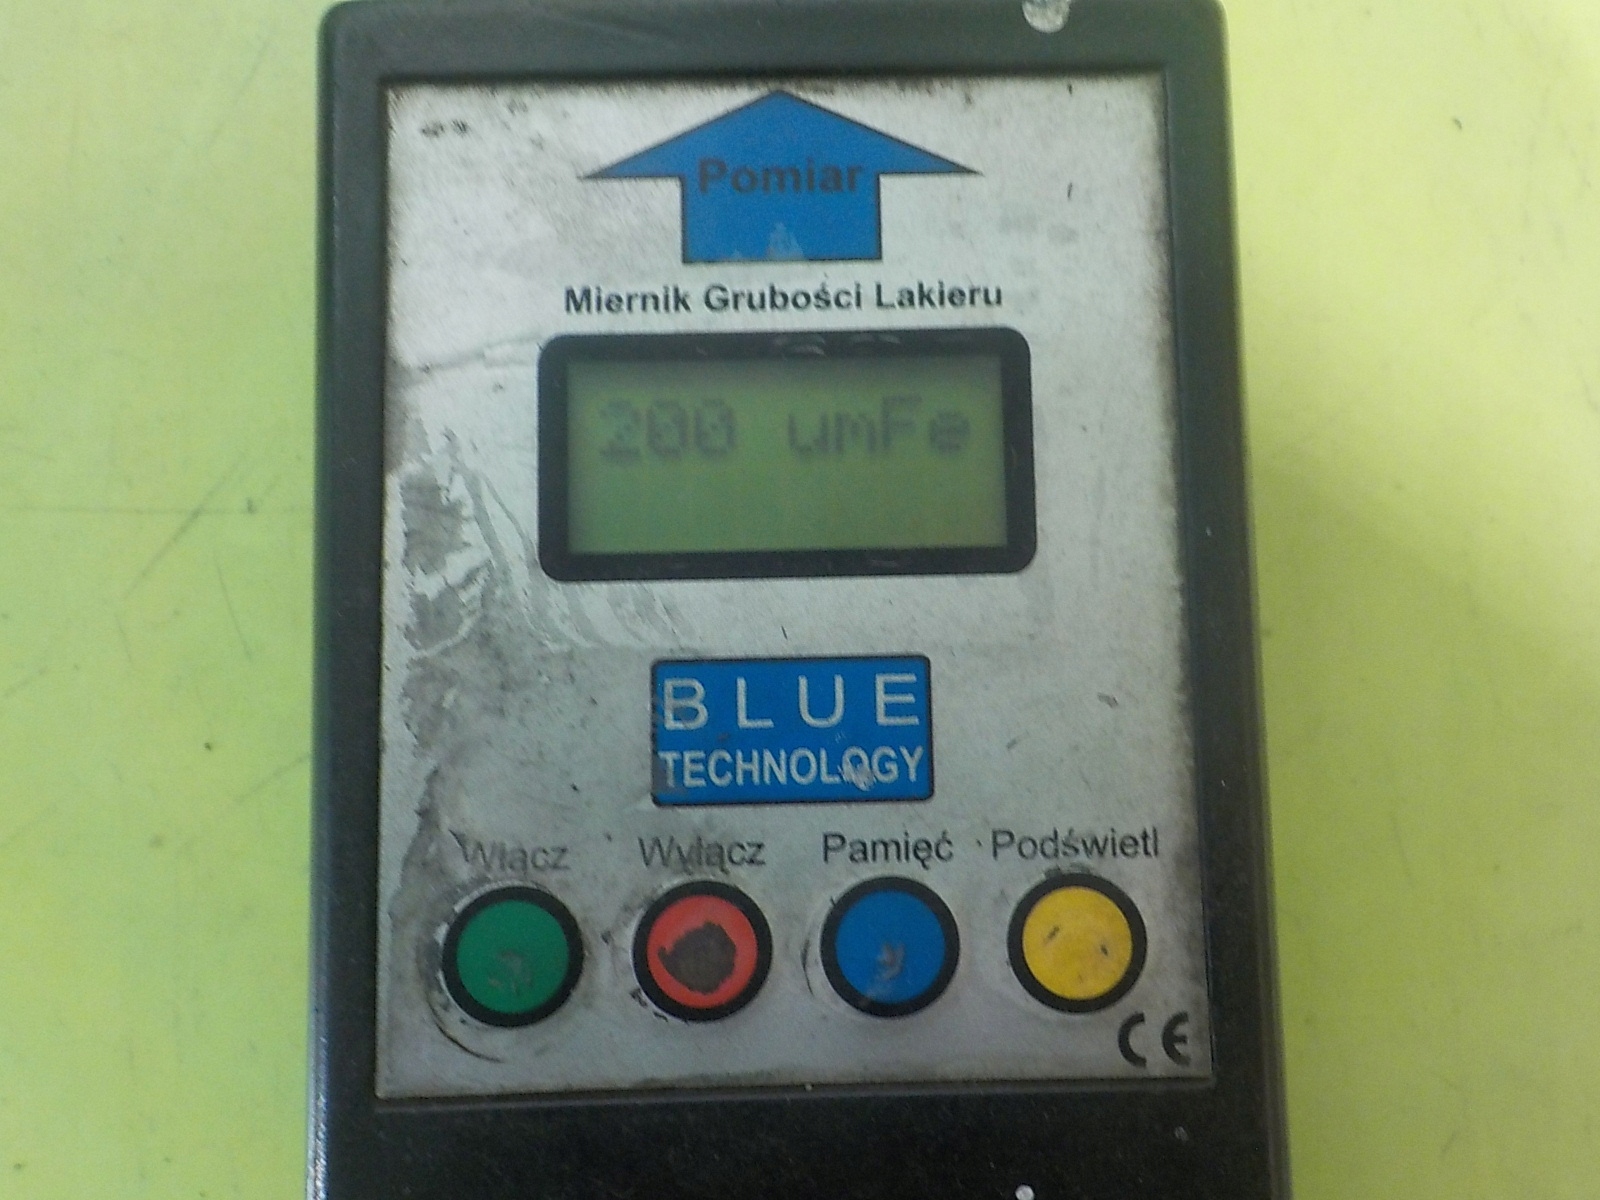 Pomiar
Miernik Grubości Lakieru
200 umFe
BLUE
TECHNOLOGY
Włącz Wyłącz Pamięć Podświetl
CE